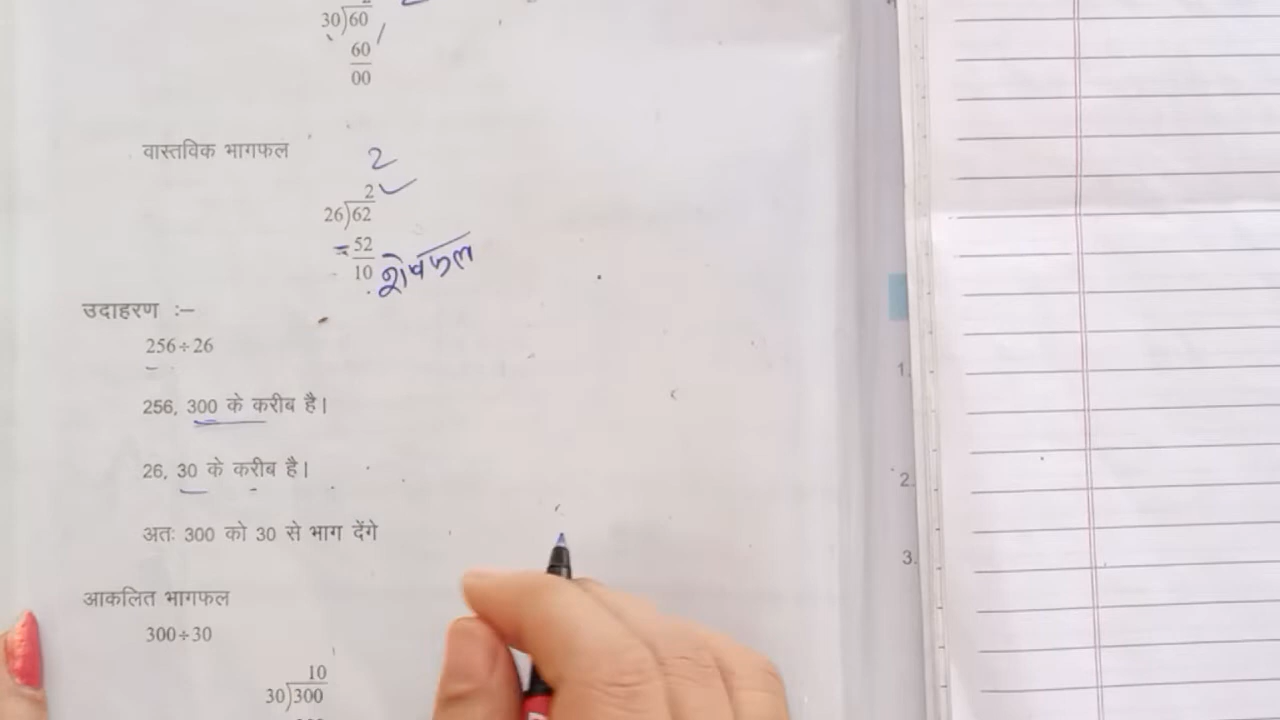 30)60
60
00
वास्तविक भागफल
2
2
26)62
52
10 शेषफल
उदाहरण :–
256÷26
256, 300 के करीब है।
26, 30 के करीब है।
अतः 300 को 30 से भाग देंगे
आकलित भागफल
300÷30
10
30)300
1.
2.
3.